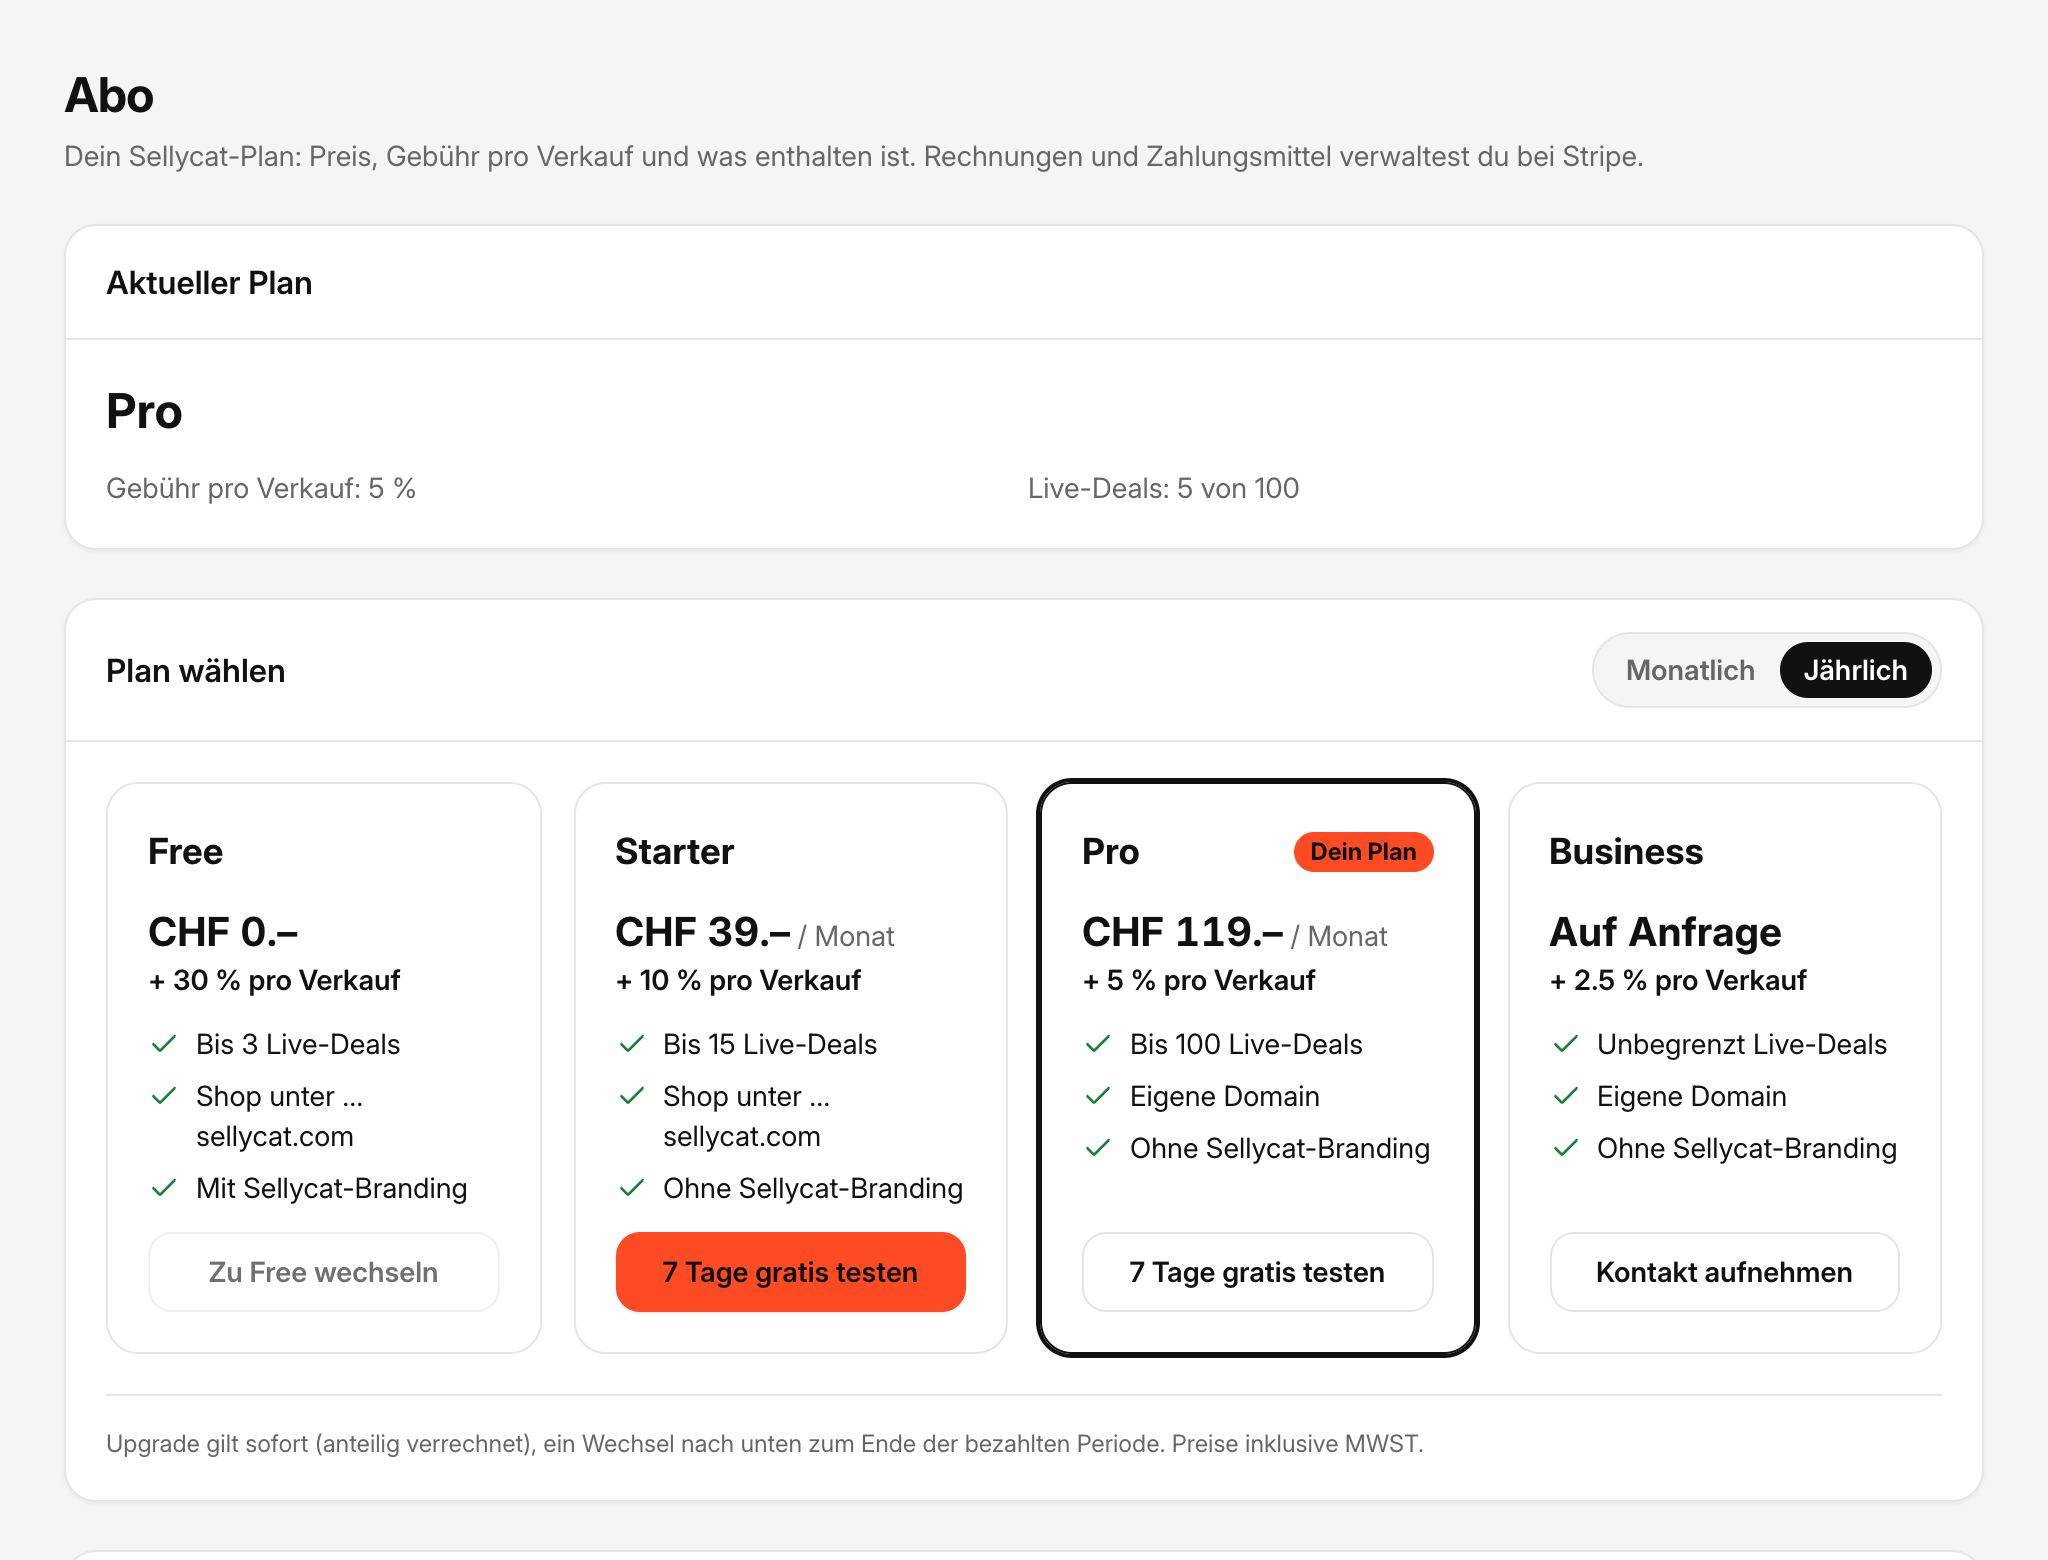 Abo
Dein Sellycat-Plan: Preis, Gebühr pro Verkauf und was enthalten ist. Rechnungen und Zahlungsmittel verwaltest du bei Stripe.
Aktueller Plan
Pro
Gebühr pro Verkauf: 5 %
Live-Deals: 5 von 100
Plan wählen
Monatlich
Jährlich
Free
CHF 0.–
+ 30 % pro Verkauf
Bis 3 Live-Deals
Shop unter ...
sellycat.com
Mit Sellycat-Branding
Zu Free wechseln
Starter
CHF 39.– / Monat
+ 10 % pro Verkauf
Bis 15 Live-Deals
Shop unter ...
sellycat.com
Ohne Sellycat-Branding
7 Tage gratis testen
Pro
Dein Plan
CHF 119.– / Monat
+ 5 % pro Verkauf
Bis 100 Live-Deals
Eigene Domain
Ohne Sellycat-Branding
7 Tage gratis testen
Business
Auf Anfrage
+ 2.5 % pro Verkauf
Unbegrenzt Live-Deals
Eigene Domain
Ohne Sellycat-Branding
Kontakt aufnehmen
Upgrade gilt sofort (anteilig verrechnet), ein Wechsel nach unten zum Ende der bezahlten Periode. Preise inklusive MWST.